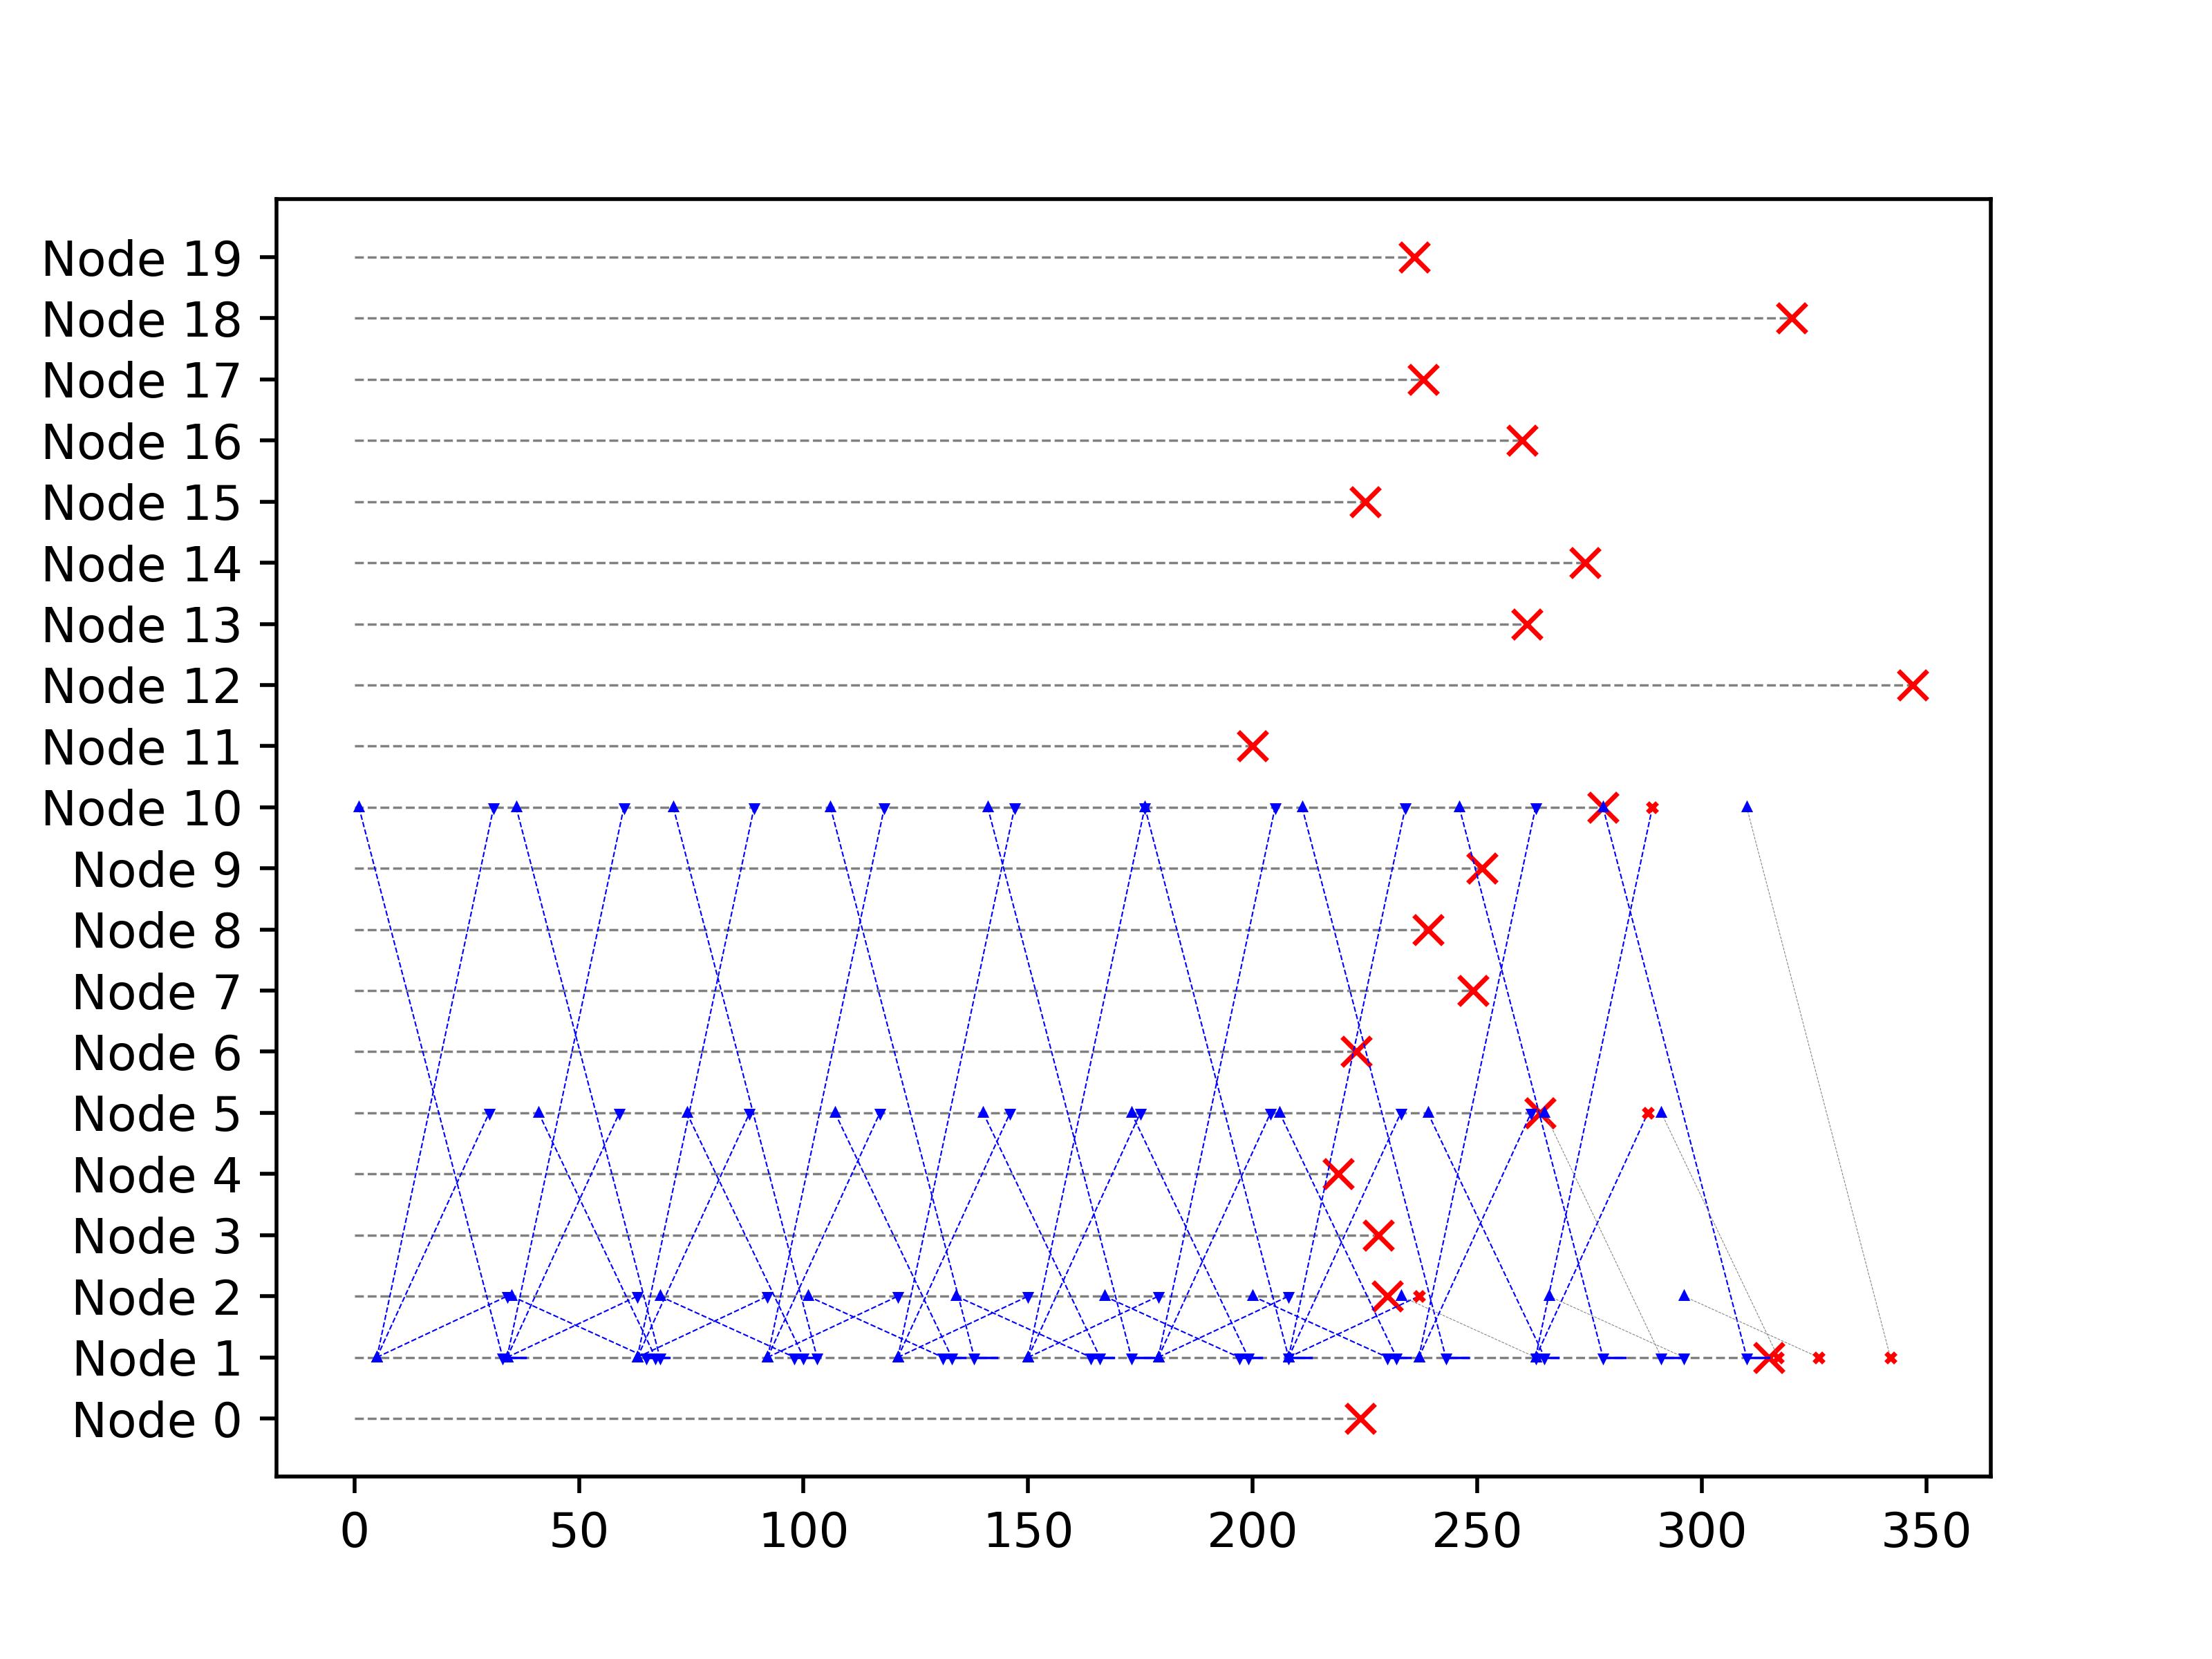 Node 19
Node 18
Node 17
Node 16
Node 15
Node 14
Node 13
Node 12
Node 11
Node 10
Node 9
Node 8
Node 7
Node 6
Node 5
Node 4
Node 3
Node 2
Node 1
Node 0
0 50 100 150 200 250 300 350